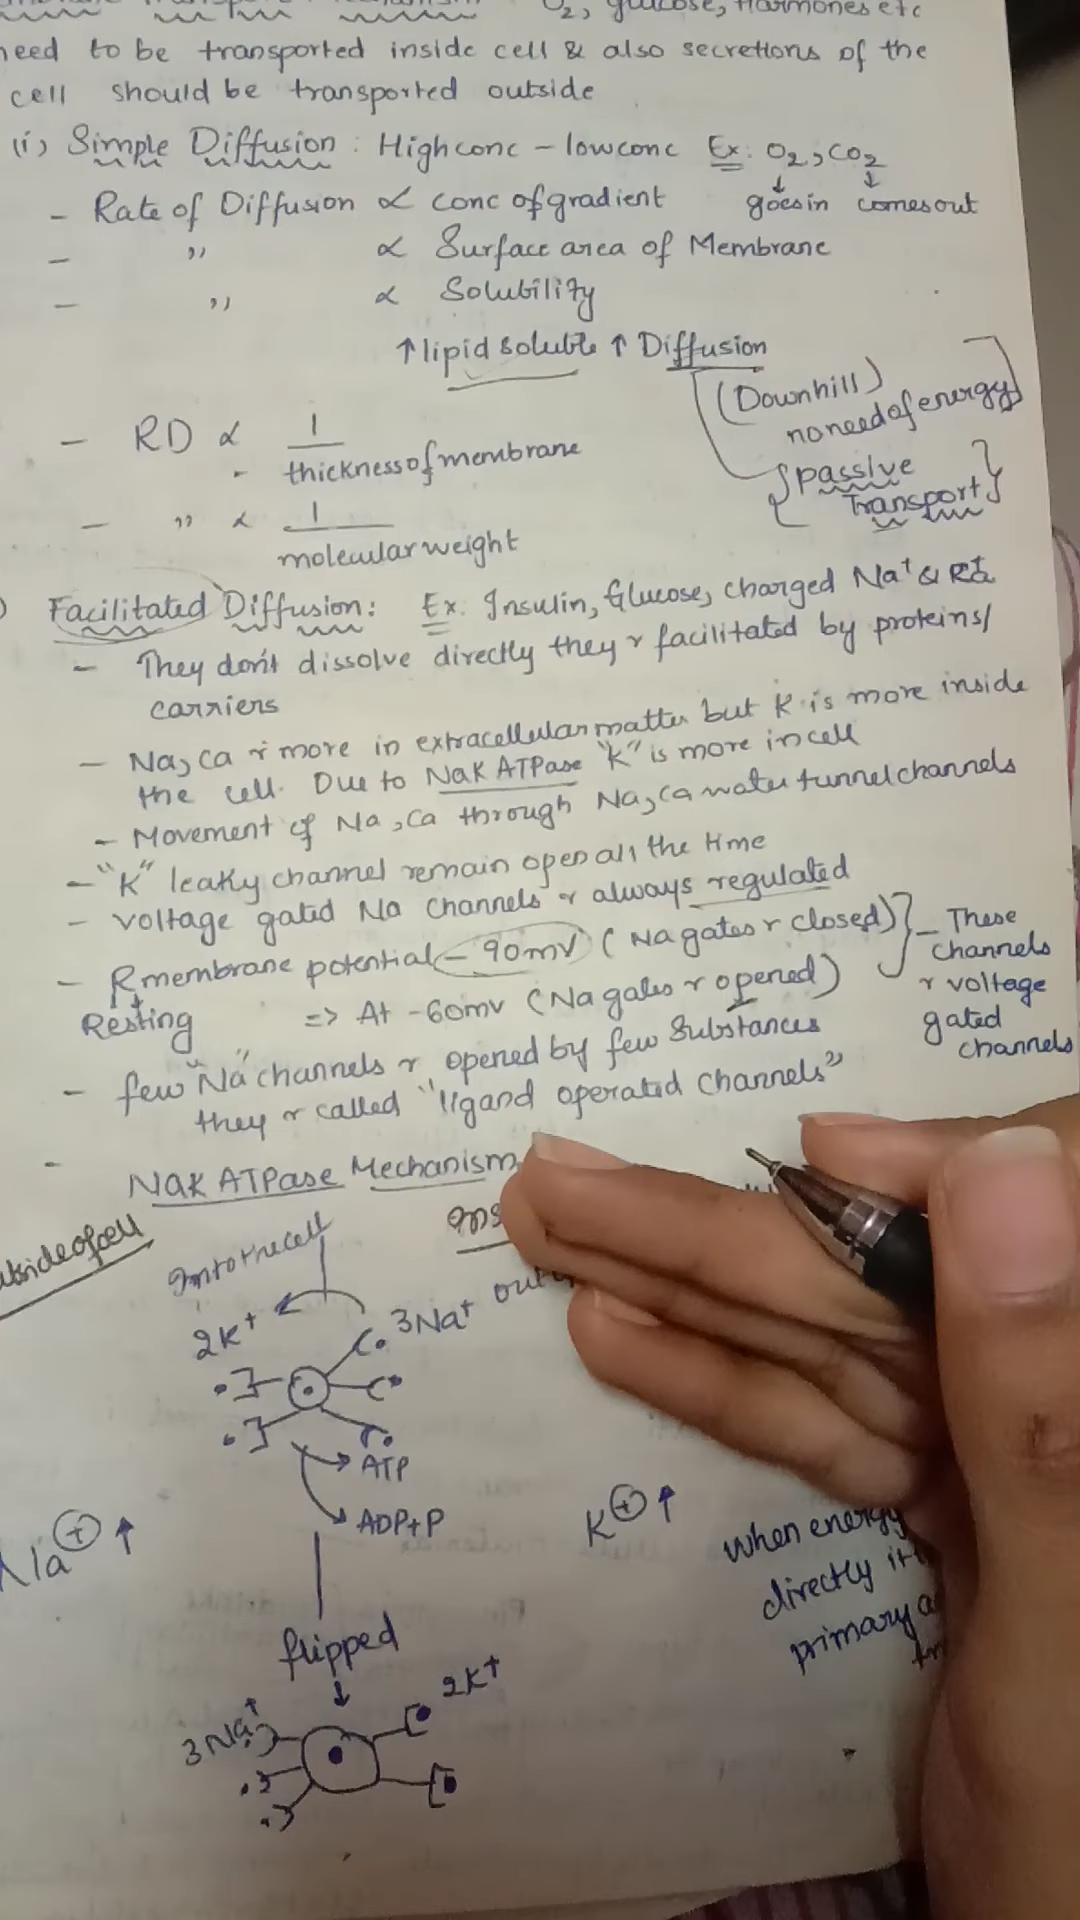 O2, glucose, Harmones etc
need to be transported inside cell & also secretions of the
cell should be transported outside
(i) Simple Diffusion : High conc - low conc Ex: O2, CO2
goes in comes out
- Rate of Diffusion ∝ conc of gradient
- " ∝ Surface area of Membrane
- " ∝ Solubility
↑ lipid soluble ↑ Diffusion
(Downhill)
no need of energy
{ passive
Transport }
- RD ∝ 1
thickness of membrane
- " ∝ 1
molecular weight
Facilitated Diffusion: Ex: Insulin, Glucose, charged Na+ &
- They don't dissolve directly they r facilitated by proteins/
carriers
- Na, Ca r more in extracellular matter but K is more inside
the cell. Due to NaK ATPase "K" is more in cell
- Movement of Na, Ca through Na, Ca water tunnel channels
- "K" leaky channel remain open all the time
- voltage gated Na channels r always regulated
- Rmembrane potential - 90mv (Na gates r closed)
Resting => At -60mv (Na gates r opened)
} - These
channels
r voltage
gated
channels
- few "Na" channels r opened by few substances
they r called "ligand operated channels"
- NaK ATPase Mechanism
of cell
Into the cell
2K+
3Na+
ATP
ADP+P
K+ ↑
↑
when energy
directly
primary
flipped
3Na+
2K+